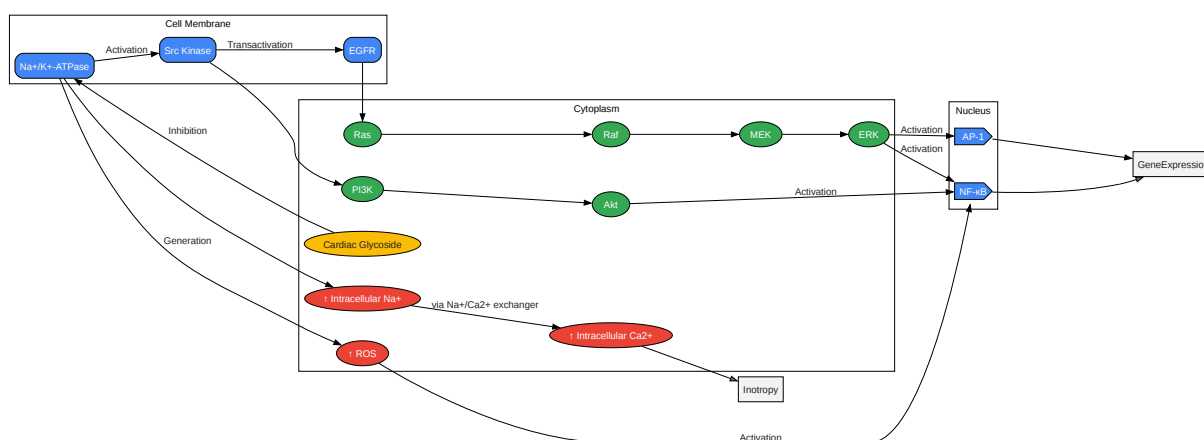 Cell Membrane
Activation
Transactivation
Src Kinase
EGFR
Na+/K+-ATPase
Cytoplasm
Nucleus
Inhibition
Ras
Raf
MEK
ERK
Activation
AP-1
Activation
GeneExpression
PI3K
Akt
Activation
NF-κB
Generation
Cardiac Glycoside
↑ Intracellular Na+
via Na+/Ca2+ exchanger
↑ Intracellular Ca2+
↑ ROS
Inotropy
Activation